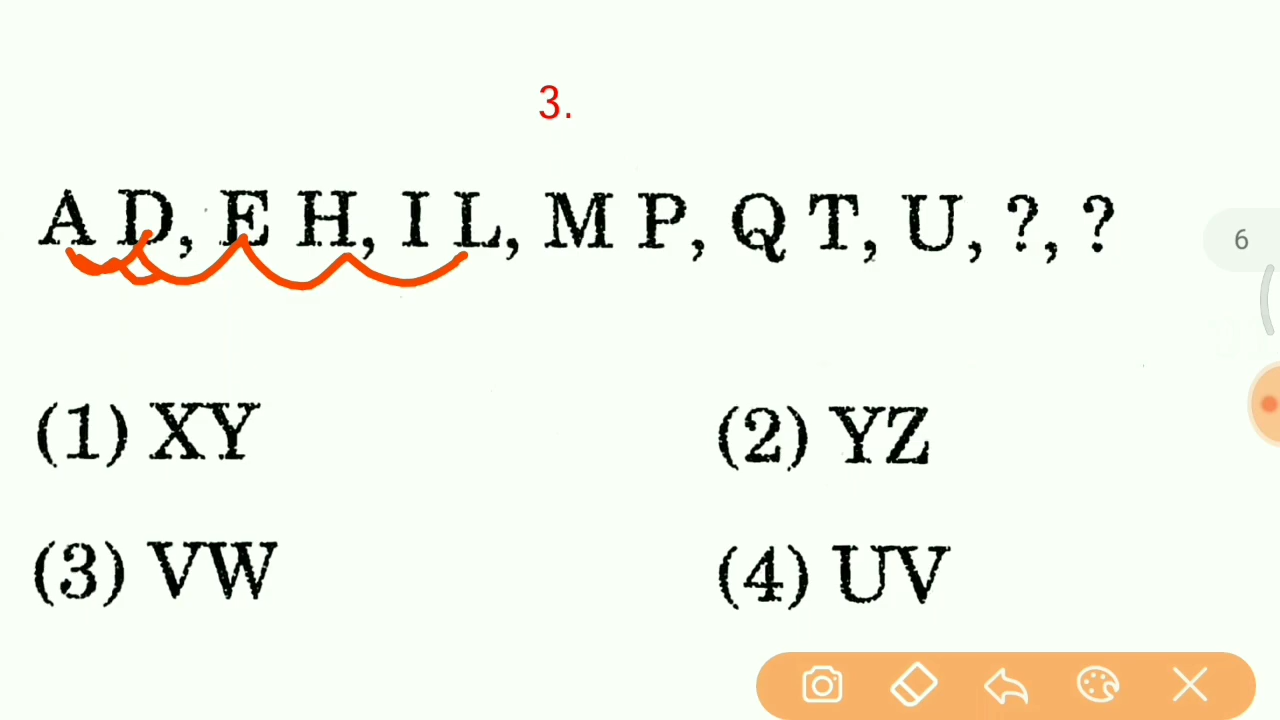 3.
A D, E H, I L, M P, Q T, U, ?, ?
6
(1) XY (2) YZ
(3) VW (4) UV